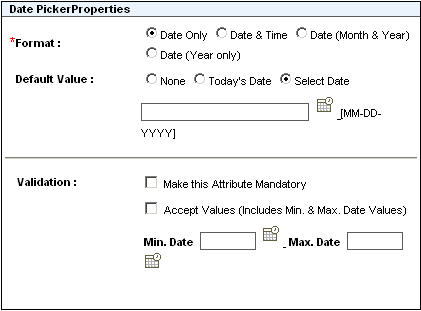 Date PickerProperties
*Format : Date Only Date & Time Date (Month & Year)
Date (Year only)
Default Value : None Today's Date Select Date
_[MM-DD-
YYYY]
Validation : Make this Attribute Mandatory
Accept Values (Includes Min. & Max. Date Values)
Min. Date - Max. Date